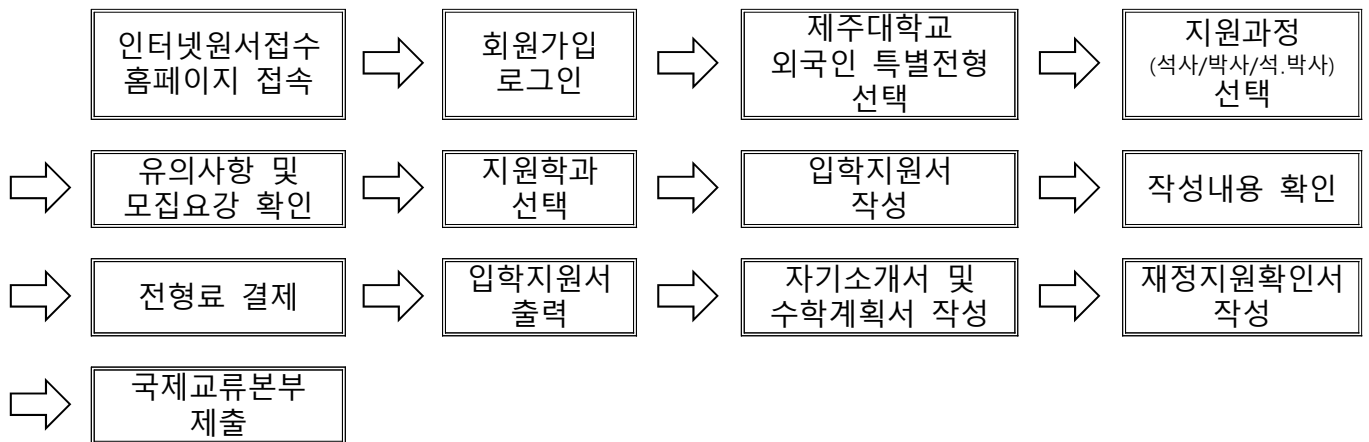 인터넷원서접수
홈페이지 접속
회원가입
로그인
제주대학교
외국인 특별전형
선택
지원과정
(석사/박사/석.박사)
선택
유의사항 및
모집요강 확인
지원학과
선택
입학지원서
작성
작성내용 확인
전형료 결제
입학지원서
출력
자기소개서 및
수학계획서 작성
재정지원확인서
작성
국제교류본부
제출